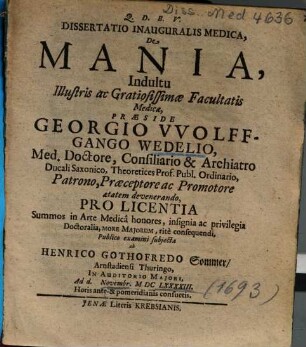 Diss. Med 4636
Q. D. B. V.
DISSERTATIO INAUGURALIS MEDICA,
De
MANIA,
Indultu
Illustris ac Gratiosissimæ Facultatis
Medicæ,
PRÆSIDE
GEORGIO VVOLFF-
GANGO WEDELIO,
Med. Doctore, Consiliario & Archiatro
Ducali Saxonico, Theoretices Prof. Publ. Ordinario,
Patrono, Præceptore ac Promotore
ætatem devenerando,
PRO LICENTIA
Summos in Arte Medicâ honores, insignia ac privilegia
Doctoralia, MORE MAJORUM, ritè consequendi,
Publico examini subjecta
ab
HENRICO GOTHOFREDO Sommer/
Arnstadiensi Thuringo,
IN AUDITORIO MAJORI,
Ad d. Novembr. M DC LXXXXIII.
(1693)
Horis ante- & pomeridianis consuetis.
JENÆ Literis KREBSIANIS.